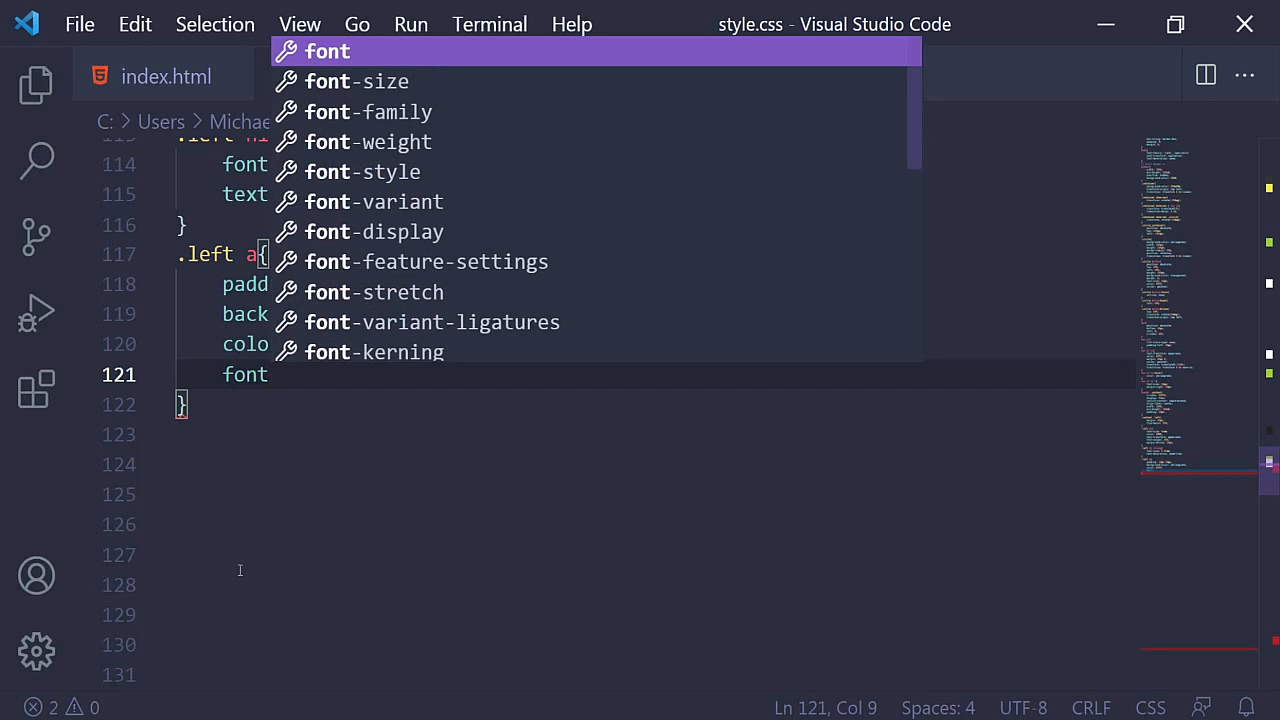 File Edit Selection View Go Run Terminal Help style.css - Visual Studio Code
index.html
C: > Users > Michae
font
font-size
font-family
font-weight
font-style
font-variant
font-display
font-feature-settings
font-stretch
font-variant-ligatures
font-kerning
113 .left
114 font
115 text
116 }
117 .left a{
118 padd
119 back
120 colo
121 font
122 }
123
124
125
126
127
128
129
130
131
2 0 Ln 121, Col 9 Spaces: 4 UTF-8 CRLF CSS